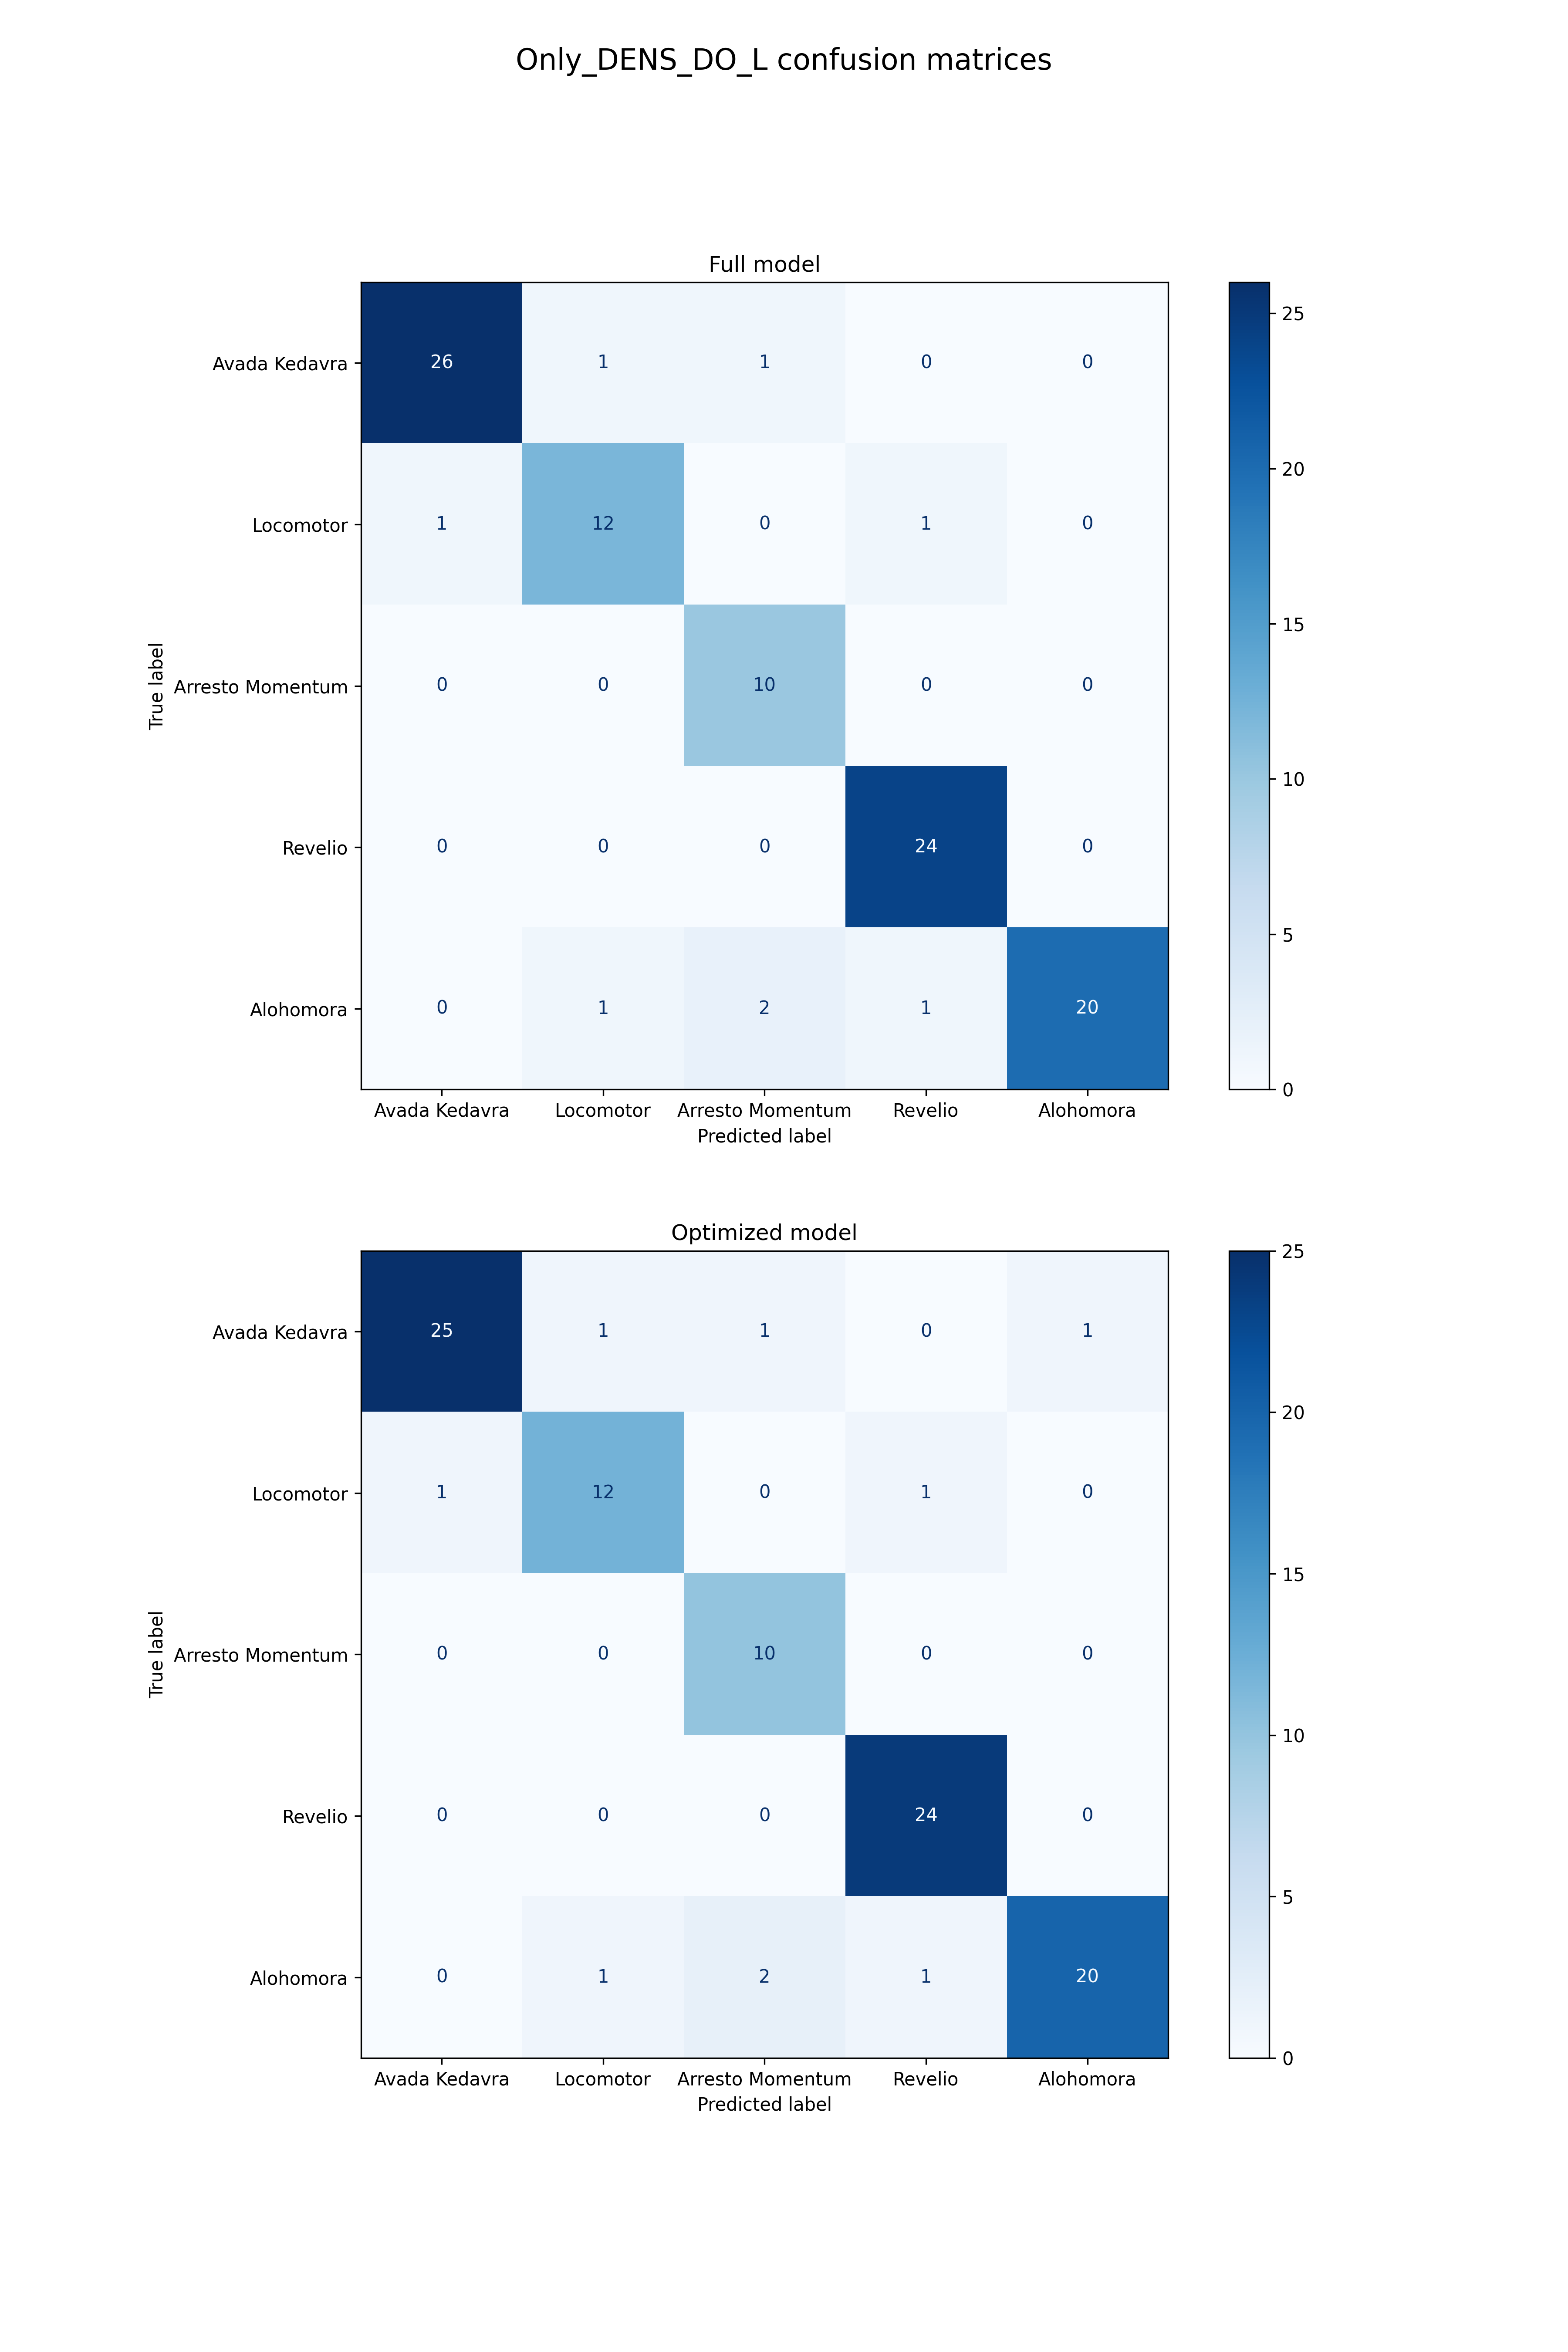 Only_DENS_DO_L confusion matrices
Full model
Avada Kedavra 26 1 1 0 0
Locomotor 1 12 0 1 0
Arresto Momentum 0 0 10 0 0
Revelio 0 0 0 24 0
Alohomora 0 1 2 1 20
True label
Avada Kedavra Locomotor Arresto Momentum Revelio Alohomora
Predicted label
25
20
15
10
5
0
Optimized model
Avada Kedavra 25 1 1 0 1
Locomotor 1 12 0 1 0
Arresto Momentum 0 0 10 0 0
Revelio 0 0 0 24 0
Alohomora 0 1 2 1 20
True label
Avada Kedavra Locomotor Arresto Momentum Revelio Alohomora
Predicted label
25
20
15
10
5
0